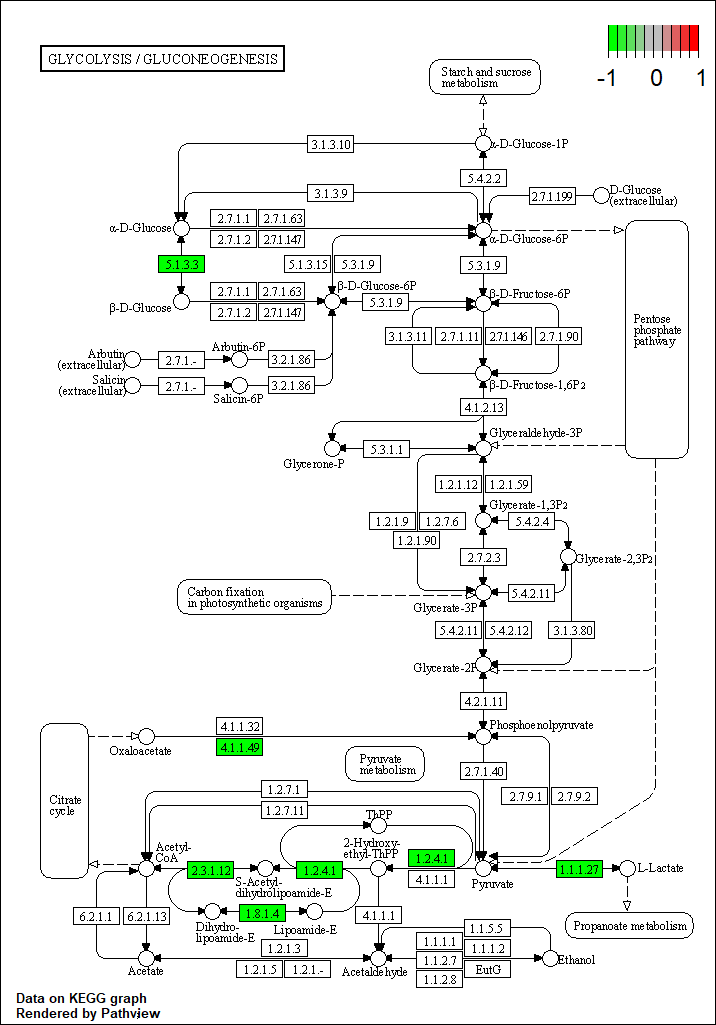 GLYCOLYSIS / GLUCONEOGENESIS
-1 0 1
Starch and sucrose
metabolism
3.1.3.10
α-D-Glucose-1P
5.4.2.2
3.1.3.9
2.7.1.199
D-Glucose
(extracellular)
α-D-Glucose
2.7.1.1
2.7.1.63
2.7.1.2
2.7.1.147
α-D-Glucose-6P
5.1.3.3
5.1.3.15
5.3.1.9
5.3.1.9
β-D-Glucose
2.7.1.1
2.7.1.63
2.7.1.2
2.7.1.147
β-D-Glucose-6P
5.3.1.9
β-D-Fructose-6P
Pentose
phosphate
pathway
3.1.3.11
2.7.1.11
2.7.1.146
2.7.1.90
Arbutin
(extracellular)
2.7.1.-
Arbutin-6P
3.2.1.86
Salicin
(extracellular)
2.7.1.-
Salicin-6P
3.2.1.86
β-D-Fructose-1,6P2
4.1.2.13
Glyceraldehyde-3P
5.3.1.1
Glycerone-P
1.2.1.12
1.2.1.59
Glycerate-1,3P2
1.2.1.9
1.2.7.6
1.2.1.90
5.4.2.4
2.7.2.3
Glycerate-2,3P2
Carbon fixation
in photosynthetic organisms
5.4.2.11
Glycerate-3P
5.4.2.11
5.4.2.12
3.1.3.80
Glycerate-2P
4.2.1.11
4.1.1.32
4.1.1.49
Oxaloacetate
Phosphoenolpyruvate
Pyruvate
metabolism
2.7.1.40
Citrate
cycle
1.2.7.1
1.2.7.11
2.7.9.1
2.7.9.2
ThPP
2-Hydroxy-
ethyl-ThPP
Acetyl-
CoA
2.3.1.12
1.2.4.1
1.2.4.1
4.1.1.1
S-Acetyl-
dihydrolipoamide-E
Pyruvate
1.1.1.27
L-Lactate
1.8.1.4
Dihydro-
lipoamide-E
Lipoamide-E
6.2.1.1
6.2.1.13
4.1.1.1
Propanoate metabolism
1.1.5.5
1.1.1.1
1.1.1.2
1.1.2.7
EutG
1.1.2.8
1.2.1.3
1.2.1.5
1.2.1.-
Acetate
Acetaldehyde
Ethanol
Data on KEGG graph
Rendered by Pathview